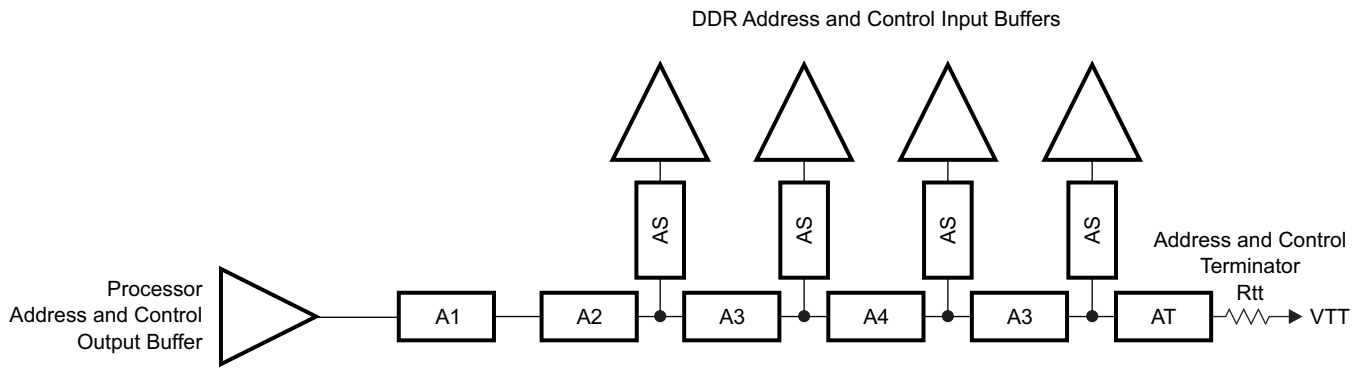 DDR Address and Control Input Buffers
AS
AS
AS
AS
Address and Control
Terminator
Rtt
Processor
Address and Control
Output Buffer
A1
A2
A3
A4
A3
AT
VTT